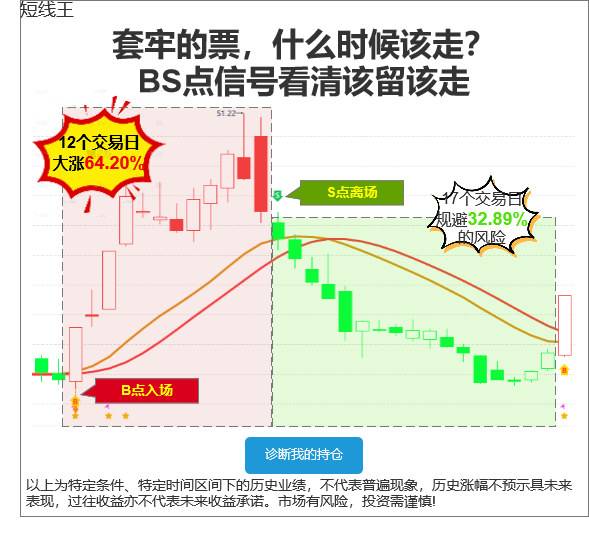 短线王
套牢的票，什么时候该走？
BS点信号看清该留该走
51.22
12个交易日
大涨64.20%
S
S点离场
17个交易日
规避32.89%
的风险
B点入场
B
B
诊断我的持仓
以上为特定条件、特定时间区间下的历史业绩，不代表普遍现象，历史涨幅不预示具未来
表现，过往收益亦不代表未来收益承诺。市场有风险，投资需谨慎!